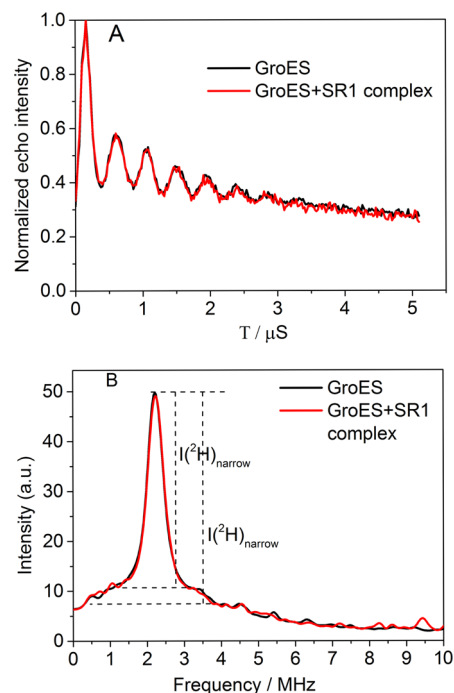 A
GroES
GroES+SR1 complex
Normalized echo intensity
1.0
0.8
0.6
0.4
0.2
0.0
0 1 2 3 4 5
T / μS
B
GroES
GroES+SR1
complex
I(²H)narrow
I(²H)narrow
Intensity (a.u.)
50
40
30
20
10
0
0 1 2 3 4 5 6 7 8 9 10
Frequency / MHz